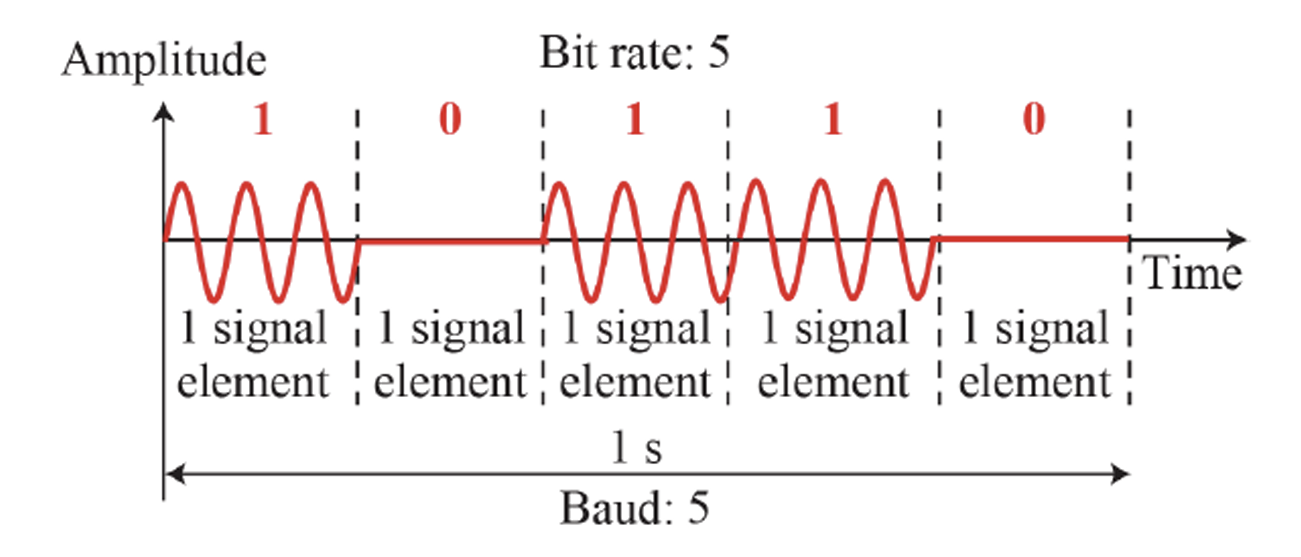 Amplitude
Bit rate: 5
1 0 1 1 0
Time
1 signal element
1 signal element
1 signal element
1 signal element
1 signal element
1 s
Baud: 5